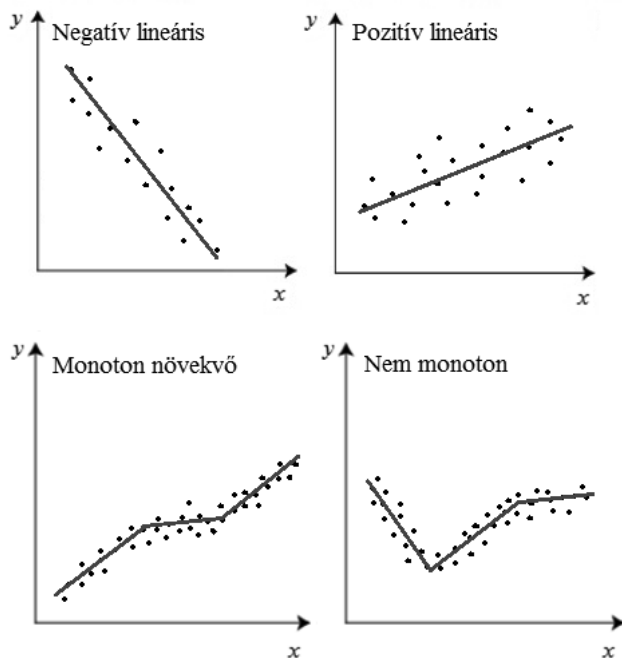 y
Negatív lineáris
x
y
Pozitív lineáris
x
y
Monoton növekvő
x
y
Nem monoton
x